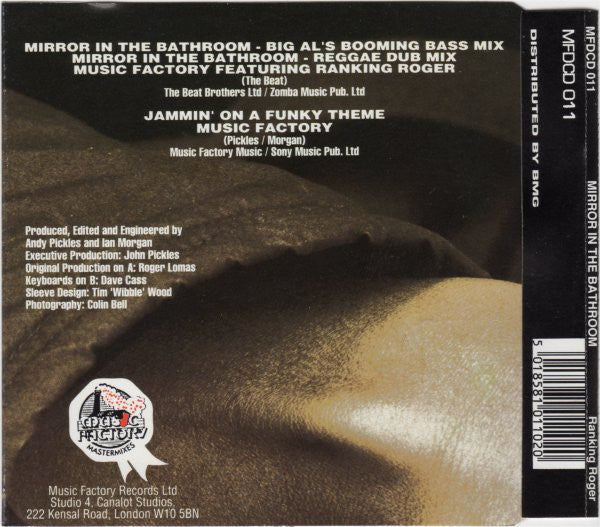 MIRROR IN THE BATHROOM - BIG AL'S BOOMING BASS MIX
MIRROR IN THE BATHROOM - REGGAE DUB MIX
MUSIC FACTORY FEATURING RANKING ROGER
(The Beat)
The Beat Brothers Ltd / Zomba Music Pub. Ltd
JAMMIN' ON A FUNKY THEME
MUSIC FACTORY
(Pickles / Morgan)
Music Factory Music / Sony Music Pub. Ltd
Produced, Edited and Engineered by
Andy Pickles and Ian Morgan
Executive Production: John Pickles
Original Production on A: Roger Lomas
Keyboards on B: Dave Cass
Sleeve Design: Tim 'Wibble' Wood
Photography: Colin Bell
MUSIC
FACTORY
MASTERMIXES
Music Factory Records Ltd
Studio 4, Canalot Studios,
222 Kensal Road, London W10 5BN
MFDCD 011
DISTRIBUTED BY BMG
5 018581 011020
MFDCD 011 MIRROR IN THE BATHROOM Ranking Roger